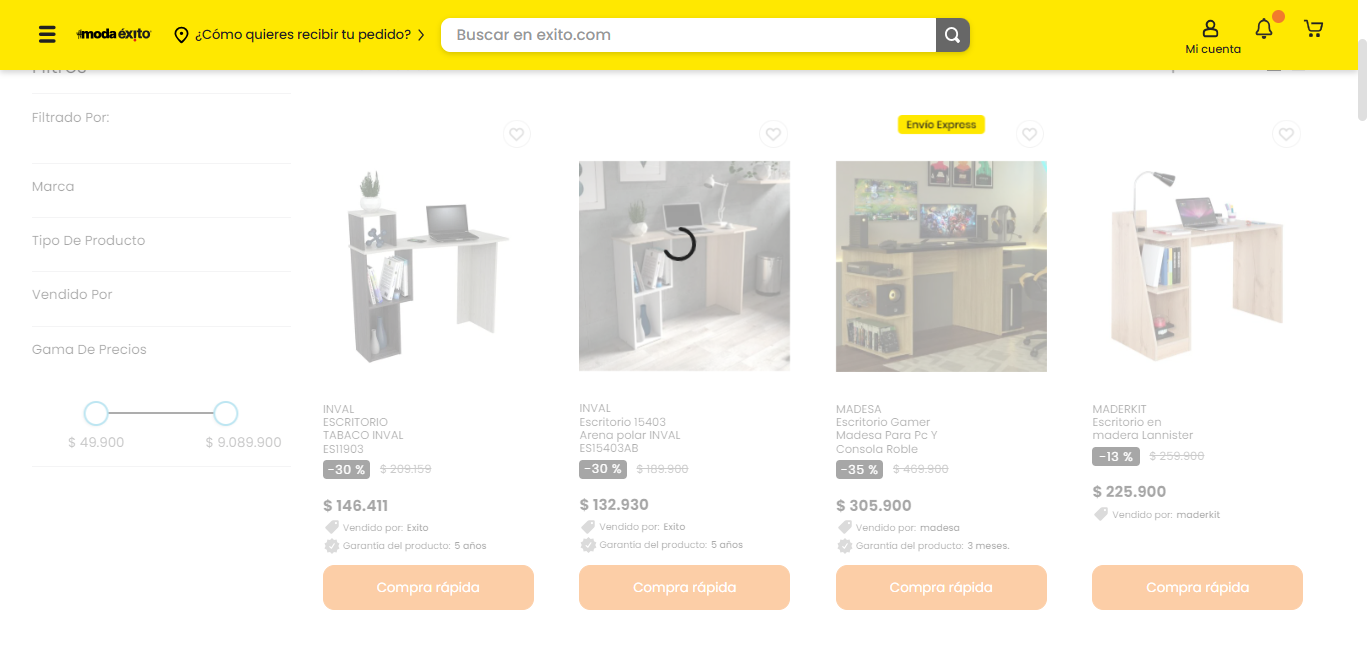 moda éxito
¿Cómo quieres recibir tu pedido?
Buscar en exito.com
Mi cuenta
Filtros
Filtrado Por:
Marca
Tipo De Producto
Vendido Por
Gama De Precios
$ 49.900
$ 9.089.900
INVAL
ESCRITORIO
TABACO INVAL
ES11903
-30 %
$ 209.159
$ 146.411
Vendido por: Exito
Garantía del producto: 5 años
Compra rápida
INVAL
Escritorio 15403
Arena polar INVAL
ES15403AB
-30 %
$ 189.900
$ 132.930
Vendido por: Exito
Garantía del producto: 5 años
Compra rápida
Envío Express
MADESA
Escritorio Gamer
Madesa Para Pc Y
Consola Roble
-35 %
$ 469.900
$ 305.900
Vendido por: madesa
Garantía del producto: 3 meses.
Compra rápida
MADERKIT
Escritorio en
madera Lannister
-13 %
$ 259.900
$ 225.900
Vendido por: maderkit
Compra rápida